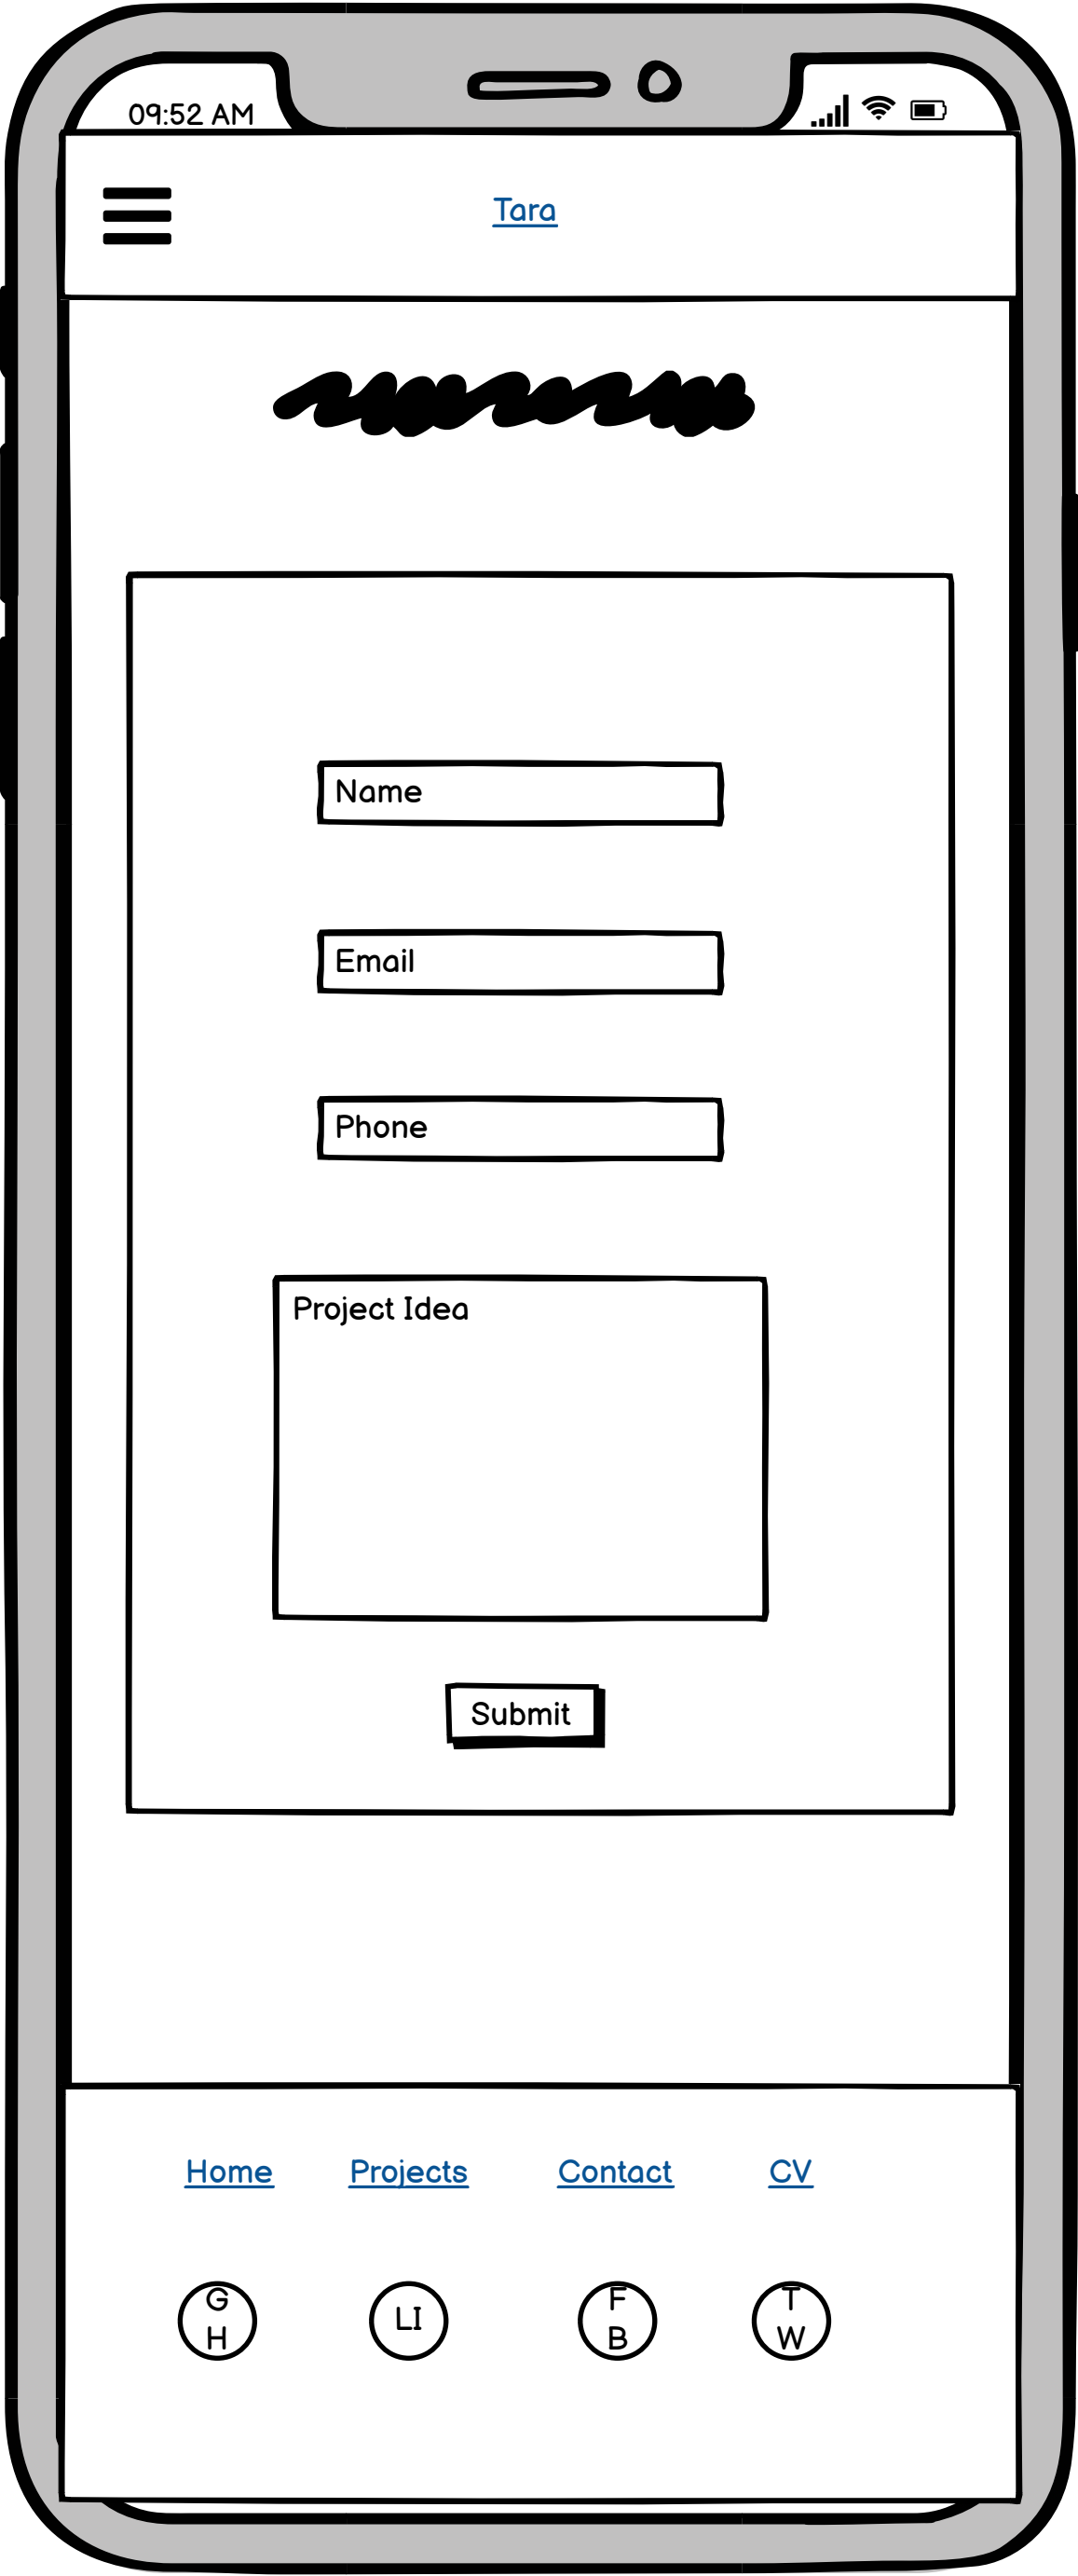 09:52 AM
Tara
Name
Email
Phone
Project Idea
Submit
Home Projects Contact CV
G
H
LI
F
B
T
W